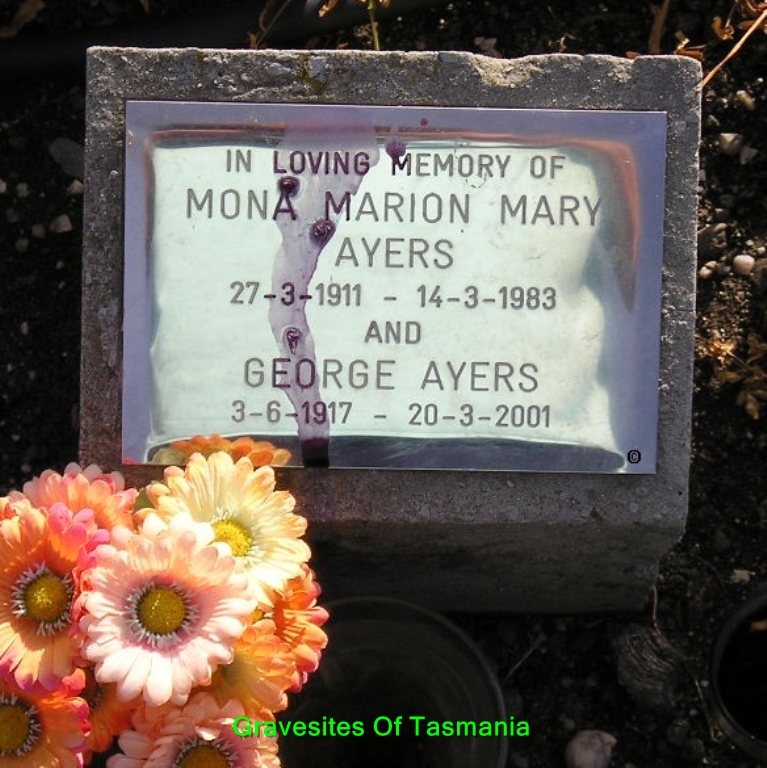 IN LOVING MEMORY OF
MONA MARION MARY
AYERS
27-3-1911 - 14-3-1983
AND
GEORGE AYERS
3-6-1917 - 20-3-2001
©
Gravesites Of Tasmania